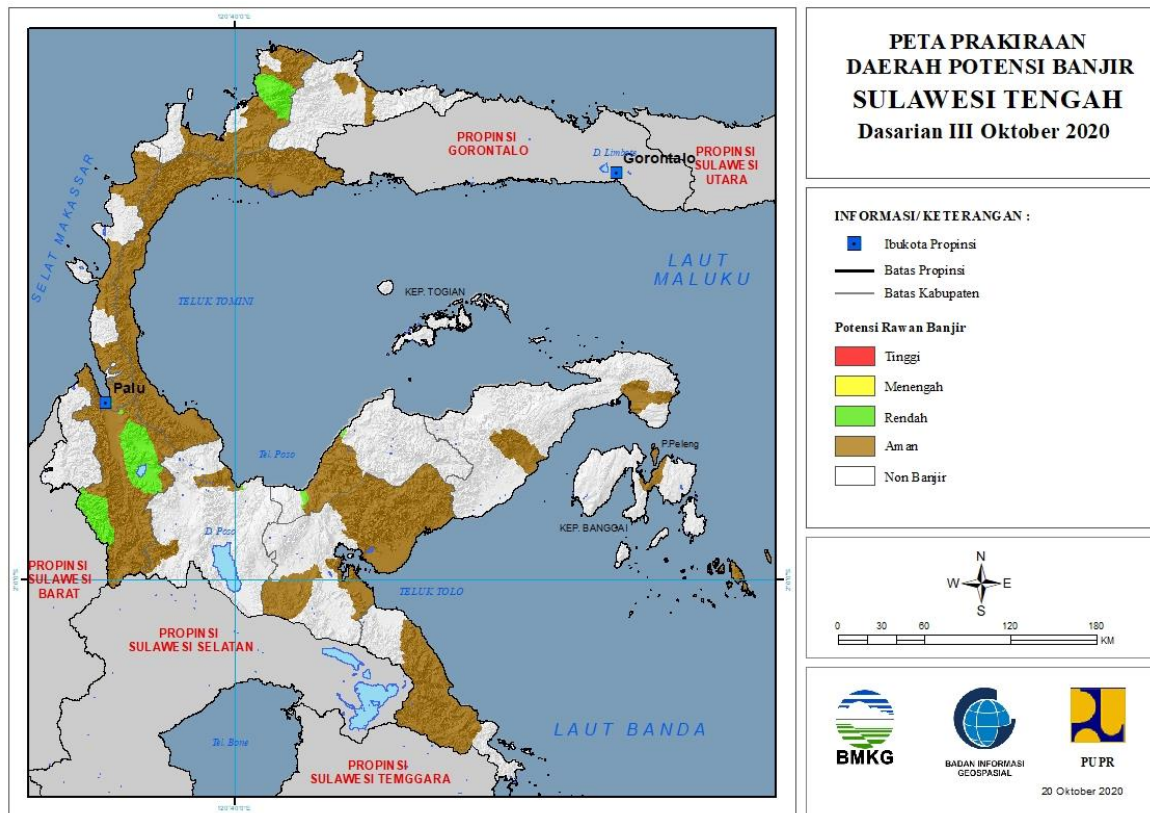 120°40'0"E
PROPINSI
GORONTALO
D. Limboto
Gorontalo
PROPINSI
SULAWESI
UTARA
SELAT MAKASSAR
LAUT
MALUKU
TELUK TOMINI
KEP. TOGIAN
Palu
Tel. Poso
P.Peleng
D. Poso
KEP. BANGGAI
PROPINSI
SULAWESI
BARAT
TELUK TOLO
PROPINSI
SULAWESI SELATAN
LAUT BANDA
Tel. Bone
PROPINSI
SULAWESI TEMGGARA
PETA PRAKIRAAN
DAERAH POTENSI BANJIR
SULAWESI TENGAH
Dasarian III Oktober 2020
INFORMASI/ KETERANGAN :
Ibukota Propinsi
Batas Propinsi
Batas Kabupaten
Potensi Rawan Banjir
Tinggi
Menengah
Rendah
Aman
Non Banjir
N
W E
S
0 30 60 120 180
KM
BMKG
BADAN INFORMASI
GEOSPASIAL
PUPR
20 Oktober 2020